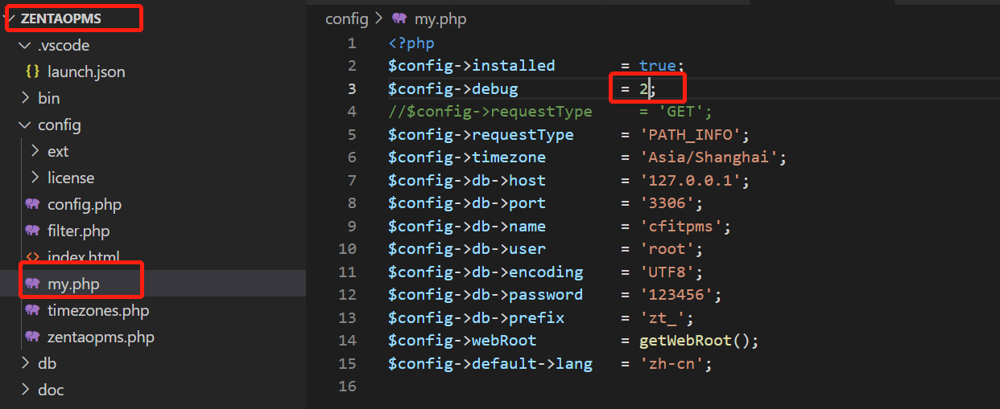 ZENTAOPMS
.vscode
{} launch.json
bin
config
ext
license
config.php
filter.php
<> index.html
my.php
timezones.php
zentaopms.php
db
doc
config > my.php
1 <?php
2 $config->installed = true;
3 $config->debug = 2;
4 //$config->requestType = 'GET';
5 $config->requestType = 'PATH_INFO';
6 $config->timezone = 'Asia/Shanghai';
7 $config->db->host = '127.0.0.1';
8 $config->db->port = '3306';
9 $config->db->name = 'cfitpms';
10 $config->db->user = 'root';
11 $config->db->encoding = 'UTF8';
12 $config->db->password = '123456';
13 $config->db->prefix = 'zt_';
14 $config->webRoot = getWebRoot();
15 $config->default->lang = 'zh-cn';
16